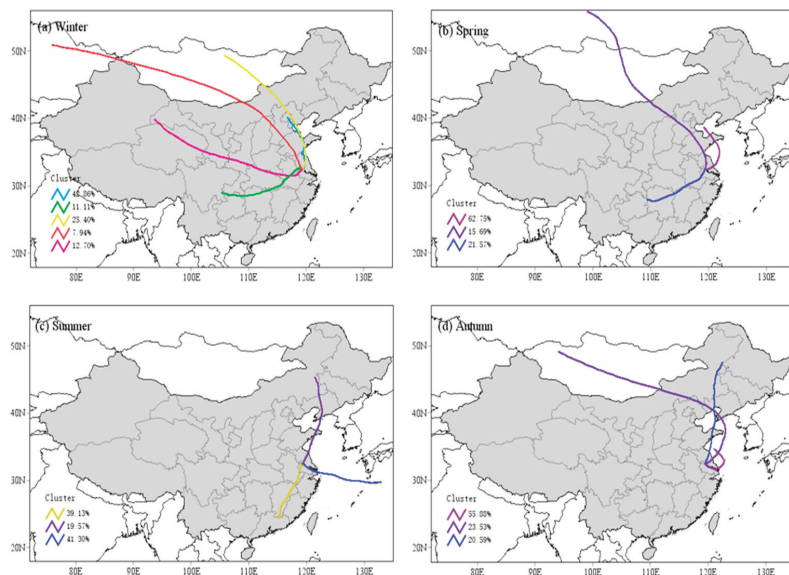 (a) Winter
50N
40N
30N
20N
Cluster
11.11%
25.40%
7.94%
12.70%
80E 90E 100E 110E 120E 130E
(b) Spring
50N
40N
30N
20N
Cluster
62.75%
15.69%
21.57%
80E 90E 100E 110E 120E 130E
(c) Summer
50N
40N
30N
20N
Cluster
39.13%
19.57%
41.30%
80E 90E 100E 110E 120E 130E
(d) Autumn
50N
40N
30N
20N
Cluster
55.88%
23.53%
20.59%
80E 90E 100E 110E 120E 130E